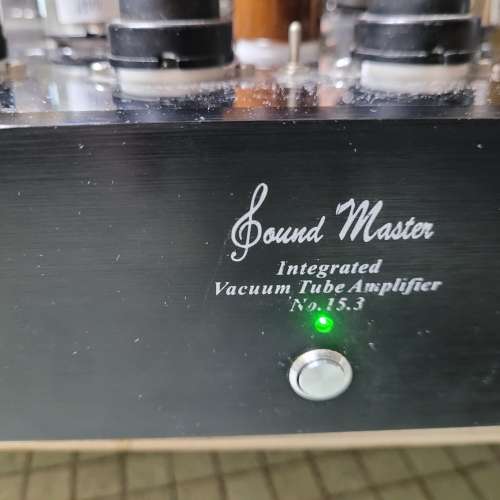 Sound Master
Integrated
Vacuum Tube Amplifier
No.15.3